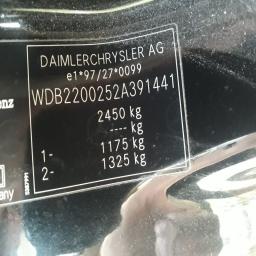 DAIMLERCHRYSLER AG
e1*97/27*0099
WDB2200252A391441
2450 kg
---- kg
1- 1175 kg
2- 1325 kg